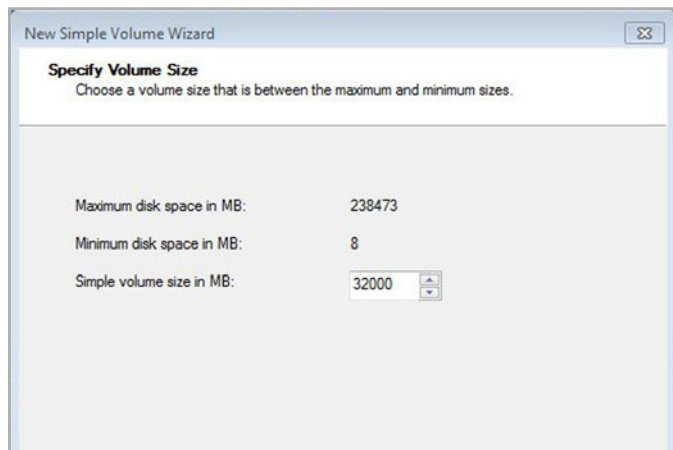 New Simple Volume Wizard
Specify Volume Size
Choose a volume size that is between the maximum and minimum sizes.
Maximum disk space in MB: 238473
Minimum disk space in MB: 8
Simple volume size in MB: 32000